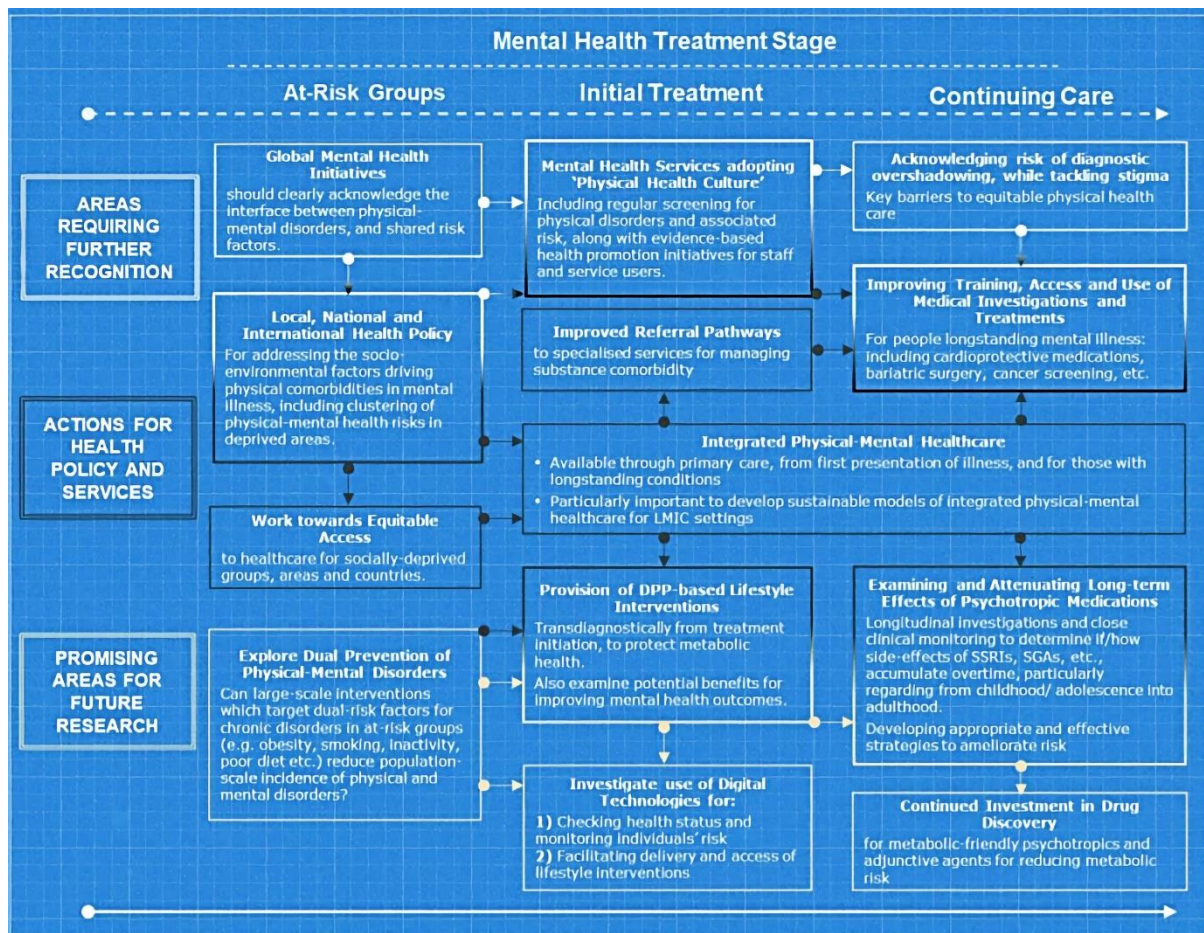 Mental Health Treatment Stage
At-Risk Groups
Initial Treatment
Continuing Care
AREAS
REQUIRING
FURTHER
RECOGNITION
Global Mental Health
Initiatives
should clearly acknowledge the
interface between physical-
mental disorders, and shared risk
factors.
Mental Health Services adopting
‘Physical Health Culture’
Including regular screening for
physical disorders and associated
risk, along with evidence-based
health promotion initiatives for staff
and service users.
Acknowledging risk of diagnostic
overshadowing, while tackling stigma
Key barriers to equitable physical health
care
ACTIONS FOR
HEALTH
POLICY AND
SERVICES
Local, National and
International Health Policy
For addressing the socio-
environmental factors driving
physical comorbidities in mental
illness, including clustering of
physical-mental health risks in
deprived areas.
Improved Referral Pathways
to specialised services for managing
substance comorbidity
Improving Training, Access and Use of
Medical Investigations and
Treatments
For people longstanding mental illness:
including cardioprotective medications,
bariatric surgery, cancer screening, etc.
Integrated Physical-Mental Healthcare
• Available through primary care, from first presentation of illness, and for those with
longstanding conditions
• Particularly important to develop sustainable models of integrated physical-mental
healthcare for LMIC settings
Work towards Equitable
Access
to healthcare for socially-deprived
groups, areas and countries.
PROMISING
AREAS FOR
FUTURE
RESEARCH
Explore Dual Prevention of
Physical-Mental Disorders
Can large-scale interventions
which target dual-risk factors for
chronic disorders in at-risk groups
(e.g. obesity, smoking, inactivity,
poor diet etc.) reduce population-
scale incidence of physical and
mental disorders?
Provision of DPP-based Lifestyle
Interventions
Transdiagnostically from treatment
initiation, to protect metabolic
health.
Also examine potential benefits for
improving mental health outcomes.
Examining and Attenuating Long-term
Effects of Psychotropic Medications
Longitudinal investigations and close
clinical monitoring to determine if/how
side-effects of SSRIs, SGAs, etc.,
accumulate overtime, particularly
regarding from childhood/ adolescence into
adulthood.
Developing appropriate and effective
strategies to ameliorate risk
Investigate use of Digital
Technologies for:
1) Checking health status and
monitoring individuals' risk
2) Facilitating delivery and access of
lifestyle interventions
Continued Investment in Drug
Discovery
for metabolic-friendly psychotropics and
adjunctive agents for reducing metabolic
risk